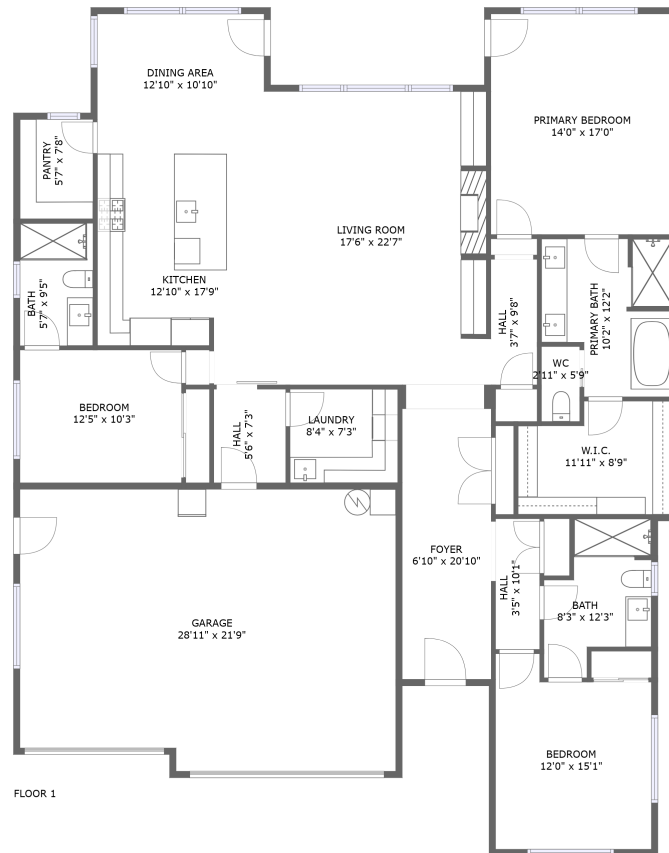 DINING AREA
12'10" x 10'10"
PRIMARY BEDROOM
14'0" x 17'0"
PANTRY
5'7" x 7'8"
LIVING ROOM
17'6" x 22'7"
KITCHEN
12'10" x 17'9"
BATH
5'7" x 9'5"
HALL
3'7" x 9'8"
PRIMARY BATH
10'2" x 12'2"
WC
2'11" x 5'9"
BEDROOM
12'5" x 10'3"
HALL
5'6" x 7'3"
LAUNDRY
8'4" x 7'3"
W.I.C.
11'11" x 8'9"
FOYER
6'10" x 20'10"
HALL
3'5" x 10'1"
BATH
8'3" x 12'3"
GARAGE
28'11" x 21'9"
BEDROOM
12'0" x 15'1"
FLOOR 1